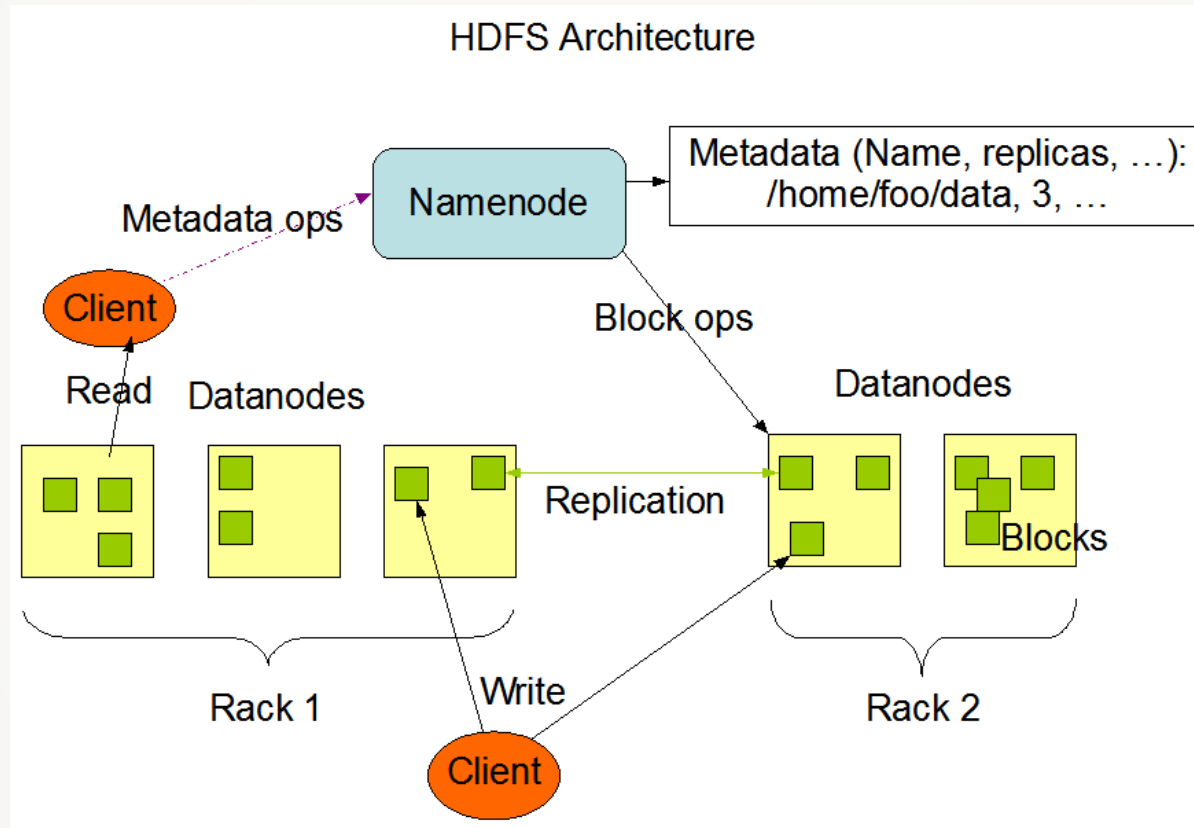 HDFS Architecture
Metadata (Name, replicas, …):
/home/foo/data, 3, …
Namenode
Metadata ops
Client
Block ops
Read
Datanodes
Datanodes
Replication
Blocks
Rack 1
Write
Rack 2
Client